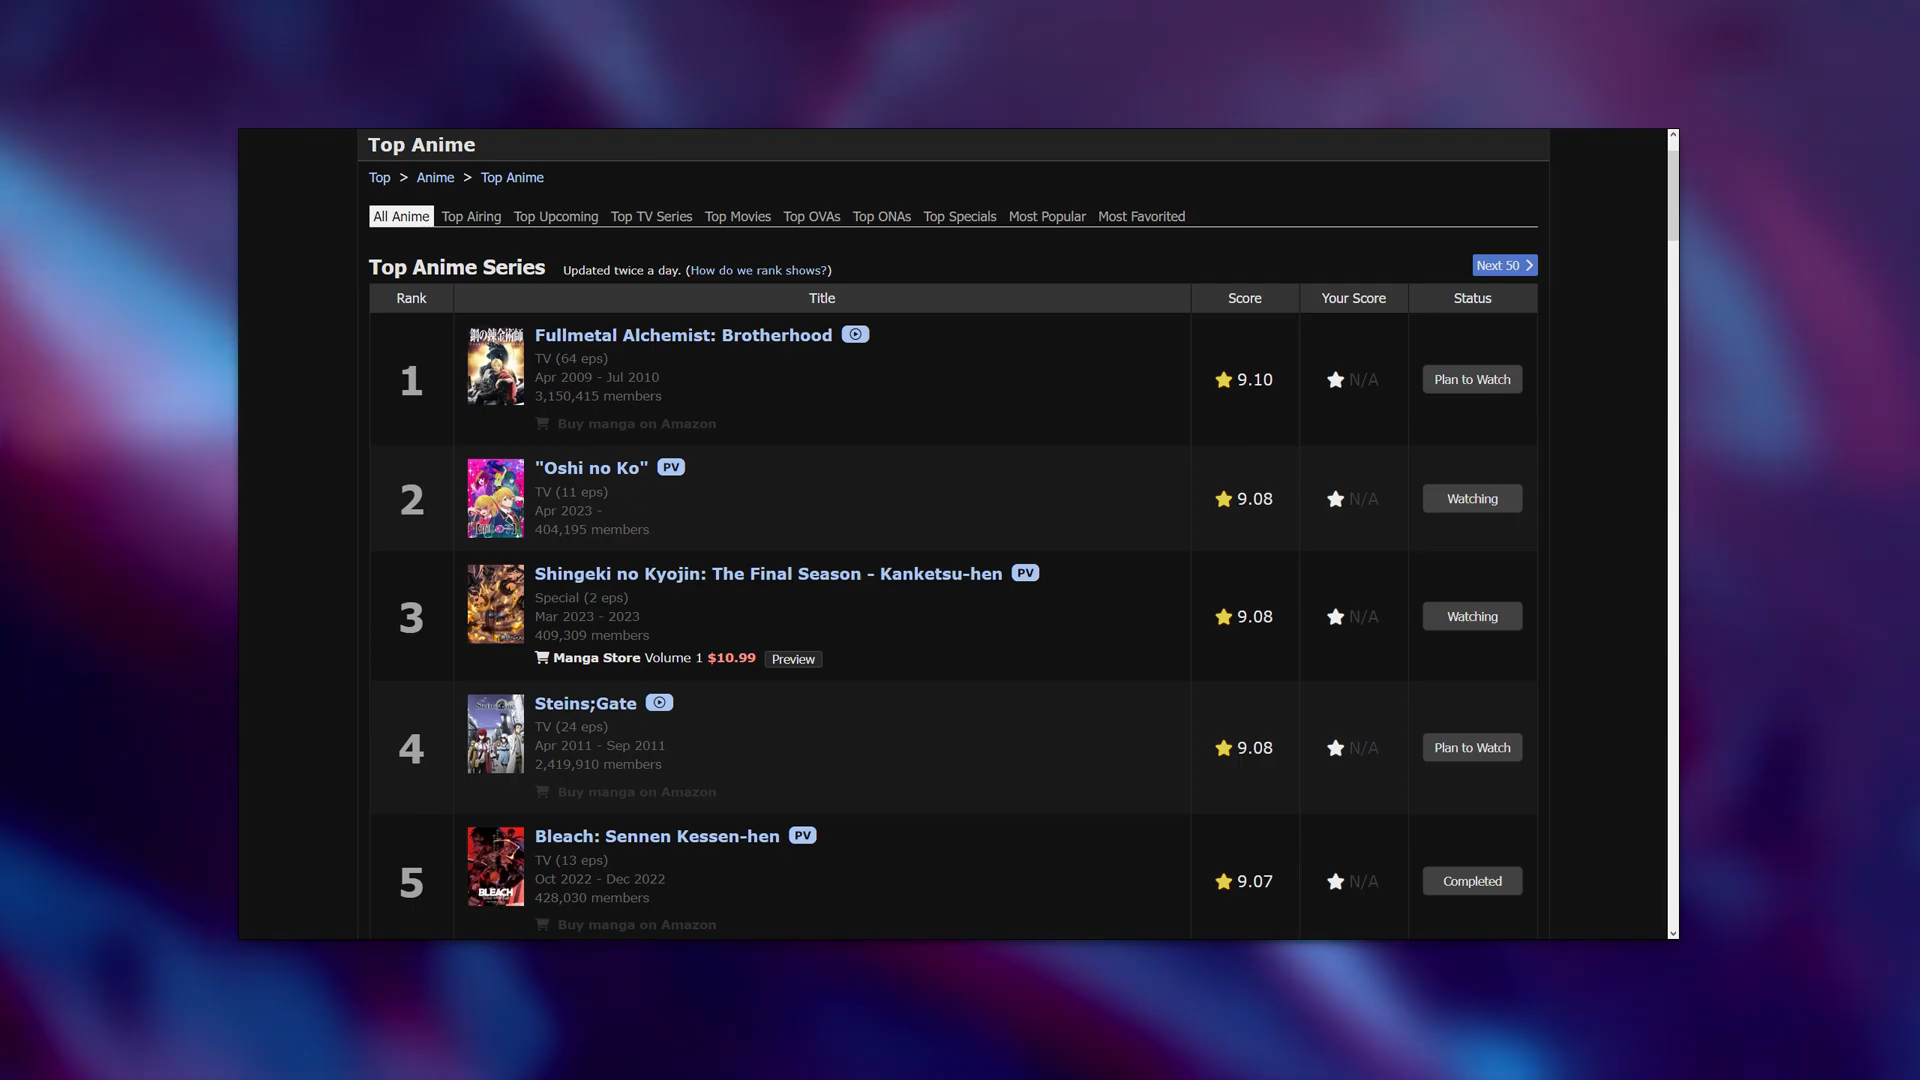 Top Anime
Top > Anime > Top Anime
All Anime Top Airing Top Upcoming Top TV Series Top Movies Top OVAs Top ONAs Top Specials Most Popular Most Favorited
Top Anime Series Updated twice a day. (How do we rank shows?) Next 50
Rank Title Score Your Score Status
1
鋼の錬金術師
Fullmetal Alchemist: Brotherhood
TV (64 eps)
Apr 2009 - Jul 2010
3,150,415 members
Buy manga on Amazon
9.10 N/A Plan to Watch
2
"Oshi no Ko" PV
TV (11 eps)
Apr 2023 -
404,195 members
9.08 N/A Watching
3
Shingeki no Kyojin: The Final Season - Kanketsu-hen PV
Special (2 eps)
Mar 2023 - 2023
409,309 members
Manga Store Volume 1 $10.99 Preview
9.08 N/A Watching
4
Steins;Gate
TV (24 eps)
Apr 2011 - Sep 2011
2,419,910 members
Buy manga on Amazon
9.08 N/A Plan to Watch
5
BLEACH
Bleach: Sennen Kessen-hen PV
TV (13 eps)
Oct 2022 - Dec 2022
428,030 members
Buy manga on Amazon
9.07 N/A Completed